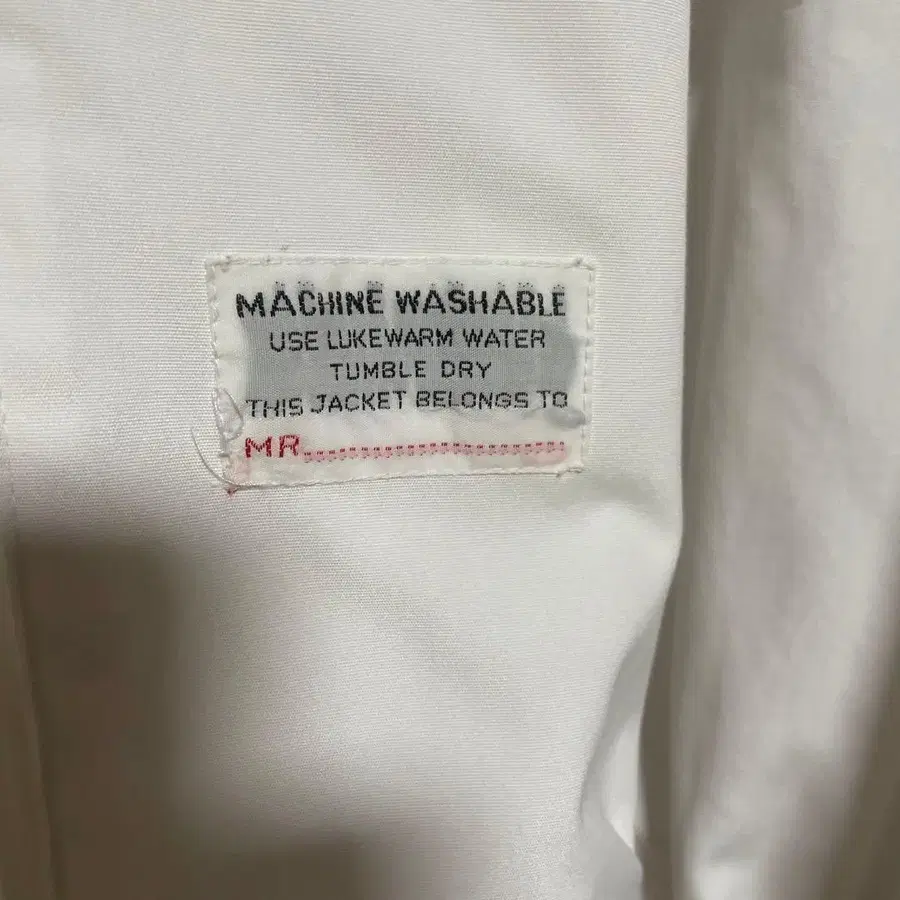 MACHINE WASHABLE
USE LUKEWARM WATER
TUMBLE DRY
THIS JACKET BELONGS TO
MR........................